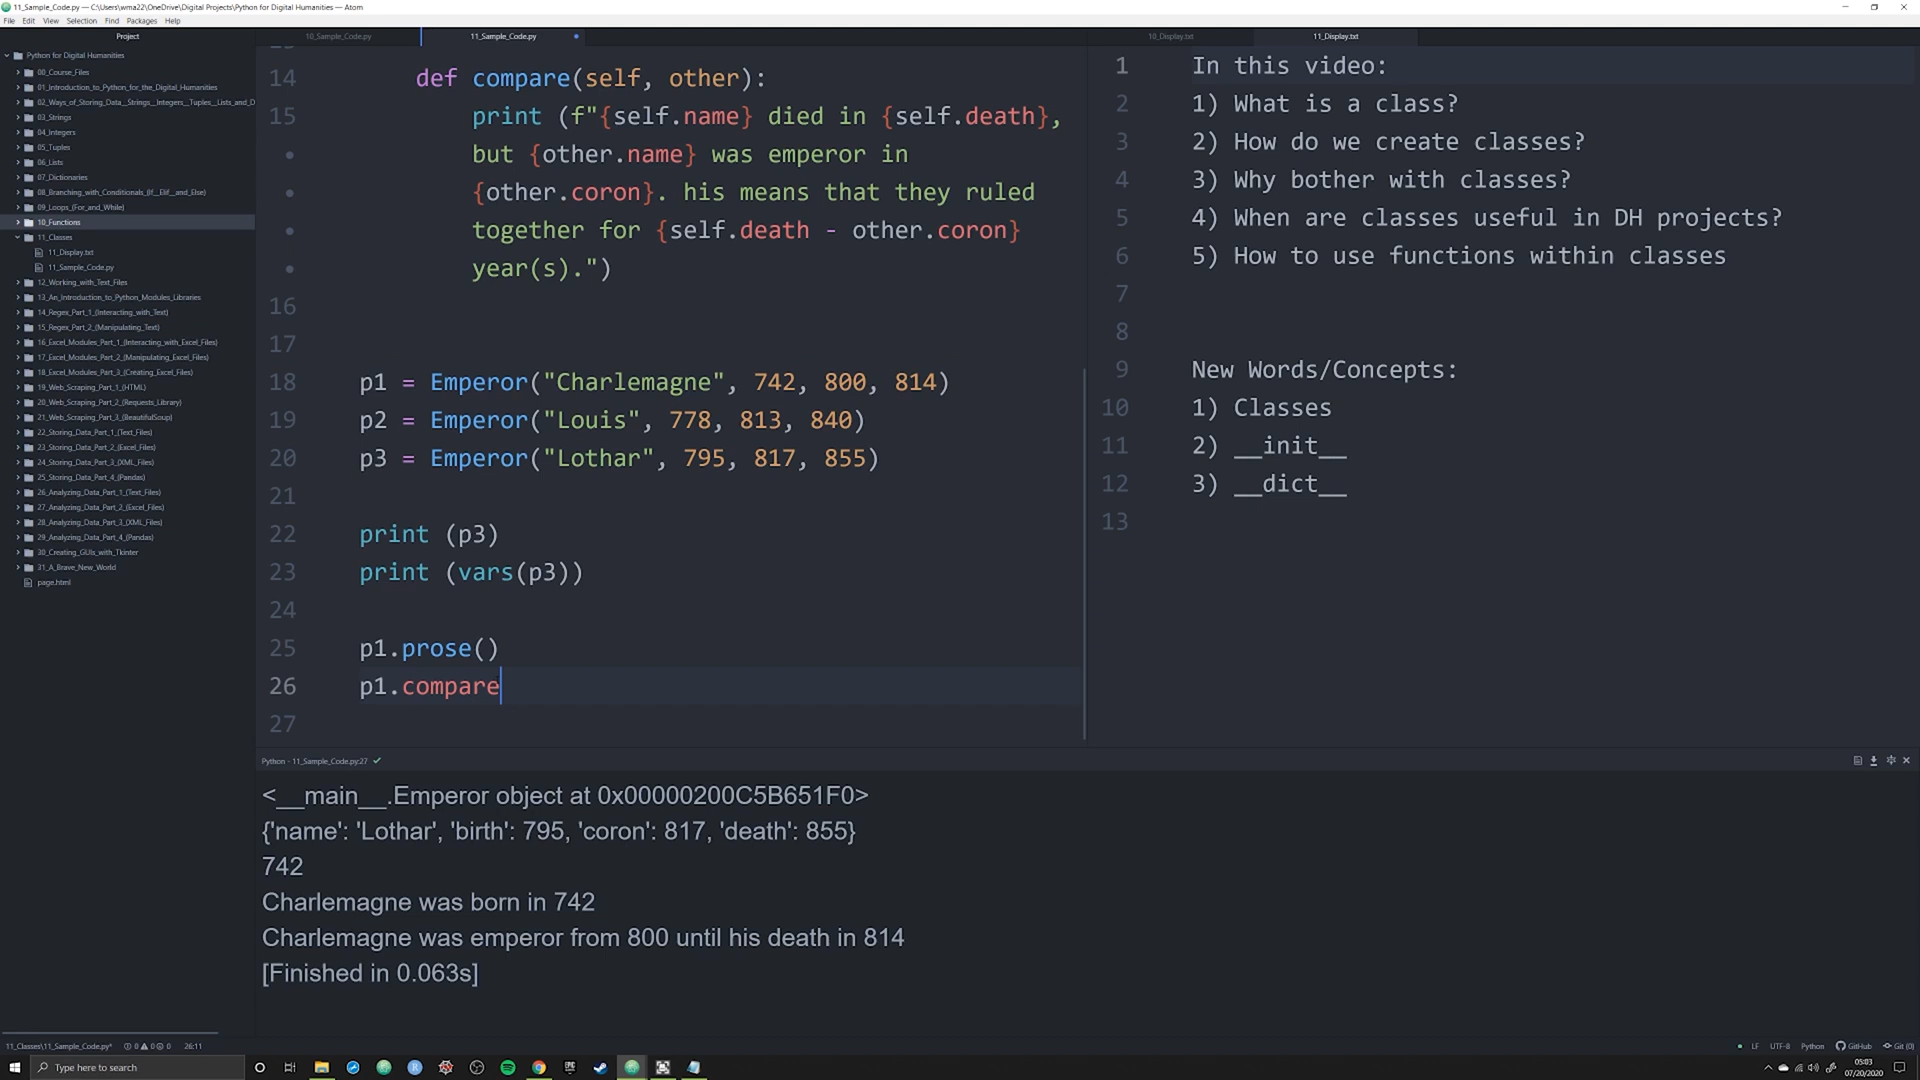 11_Sample_Code.py — C:\Users\wma22\OneDrive\Digital Projects\Python for Digital Humanities — Atom
File Edit View Selection Find Packages Help
Project
Python for Digital Humanities
00_Course_Files
01_Introduction_to_Python_for_the_Digital_Humanities
02_Ways_of_Storing_Data__Strings__Integers__Tuples__Lists_and_D
03_Strings
04_Integers
05_Tuples
06_Lists
07_Dictionaries
08_Branching_with_Conditionals_(If__Elif__and_Else)
09_Loops_(For_and_While)
10_Functions
11_Classes
11_Display.txt
11_Sample_Code.py
12_Working_with_Text_Files
13_An_Introduction_to_Python_Modules_Libraries
14_Regex_Part_1_(Interacting_with_Text)
15_Regex_Part_2_(Manipulating_Text)
16_Excel_Modules_Part_1_(Interacting_with_Excel_Files)
17_Excel_Modules_Part_2_(Manipulating_Excel_Files)
18_Excel_Modules_Part_3_(Creating_Excel_Files)
19_Web_Scraping_Part_1_(HTML)
20_Web_Scraping_Part_2_(Requests_Library)
21_Web_Scraping_Part_3_(BeautifulSoup)
22_Storing_Data_Part_1_(Text_Files)
23_Storing_Data_Part_2_(Excel_Files)
24_Storing_Data_Part_3_(XML_Files)
25_Storing_Data_Part_4_(Pandas)
26_Analyzing_Data_Part_1_(Text_Files)
27_Analyzing_Data_Part_2_(Excel_Files)
28_Analyzing_Data_Part_3_(XML_Files)
29_Analyzing_Data_Part_4_(Pandas)
30_Creating_GUIs_with_Tkinter
31_A_Brave_New_World
page.html
10_Sample_Code.py 11_Sample_Code.py
14 def compare(self, other):
15 print (f"{self.name} died in {self.death},
but {other.name} was emperor in
{other.coron}. his means that they ruled
together for {self.death - other.coron}
year(s).")
16
17
18 p1 = Emperor("Charlemagne", 742, 800, 814)
19 p2 = Emperor("Louis", 778, 813, 840)
20 p3 = Emperor("Lothar", 795, 817, 855)
21
22 print (p3)
23 print (vars(p3))
24
25 p1.prose()
26 p1.compare
27
10_Display.txt 11_Display.txt
1 In this video:
2 1) What is a class?
3 2) How do we create classes?
4 3) Why bother with classes?
5 4) When are classes useful in DH projects?
6 5) How to use functions within classes
7
8
9 New Words/Concepts:
10 1) Classes
11 2) __init__
12 3) __dict__
13
Python - 11_Sample_Code.py:27
<__main__.Emperor object at 0x00000200C5B651F0>
{'name': 'Lothar', 'birth': 795, 'coron': 817, 'death': 855}
742
Charlemagne was born in 742
Charlemagne was emperor from 800 until his death in 814
[Finished in 0.063s]
11_Classes\11_Sample_Code.py* 0 0 0 26:11 LF UTF-8 Python GitHub Git (0)
Type here to search
05:03
07/20/2020